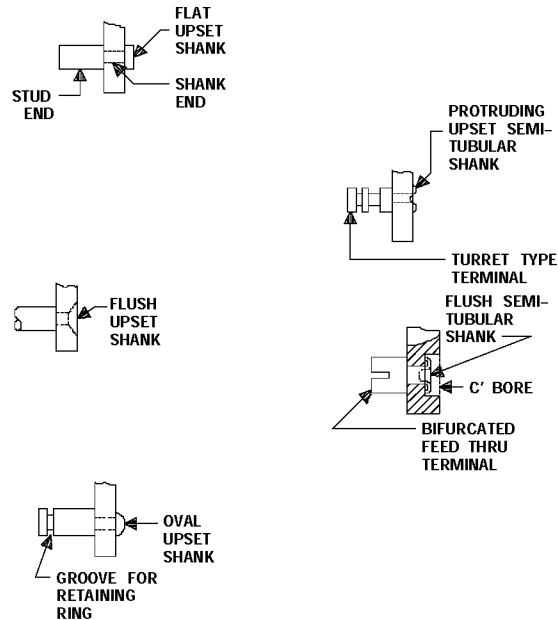 FLAT
UPSET
SHANK
STUD
END
SHANK
END
PROTRUDING
UPSET SEMI-
TUBULAR
SHANK
TURRET TYPE
TERMINAL
FLUSH
UPSET
SHANK
FLUSH SEMI-
TUBULAR
SHANK
C' BORE
BIFURCATED
FEED THRU
TERMINAL
OVAL
UPSET
SHANK
GROOVE FOR
RETAINING
RING